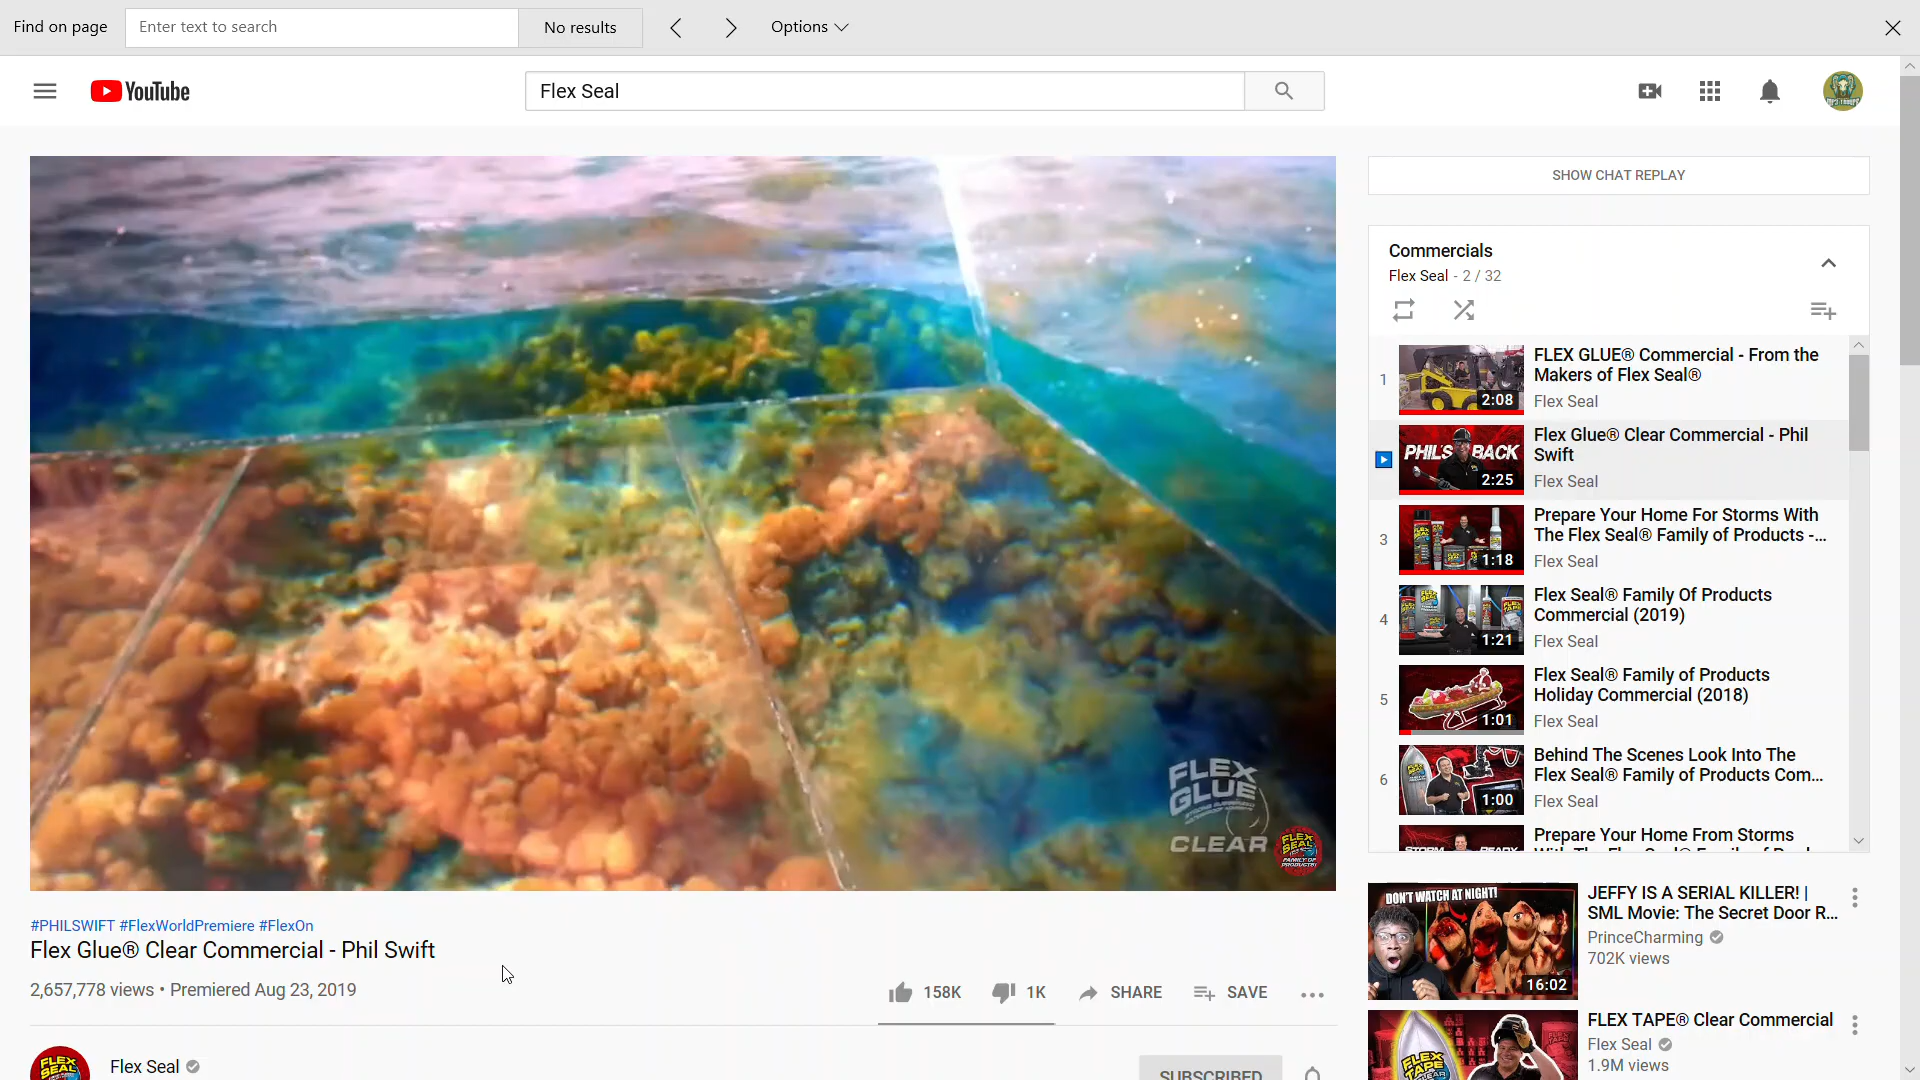 Find on page
Enter text to search
No results
Options
YouTube
Flex Seal
FLEX
GLUE
CLEAR
FLEX
SEAL
FAMILY OF
PRODUCTS!
#PHILSWIFT #FlexWorldPremiere #FlexOn
Flex Glue® Clear Commercial - Phil Swift
2,657,778 views • Premiered Aug 23, 2019
158K
1K
SHARE
SAVE
FLEX
SEAL
Flex Seal
SUBSCRIBED
SHOW CHAT REPLAY
Commercials
Flex Seal - 2 / 32
1
2:08
FLEX GLUE® Commercial - From the
Makers of Flex Seal®
Flex Seal
PHIL'S BACK
2:25
Flex Glue® Clear Commercial - Phil
Swift
Flex Seal
3
1:18
Prepare Your Home For Storms With
The Flex Seal® Family of Products -...
Flex Seal
4
1:21
Flex Seal® Family Of Products
Commercial (2019)
Flex Seal
5
1:01
Flex Seal® Family of Products
Holiday Commercial (2018)
Flex Seal
6
1:00
Behind The Scenes Look Into The
Flex Seal® Family of Products Com...
Flex Seal
Prepare Your Home From Storms
DON'T WATCH AT NIGHT!
16:02
JEFFY IS A SERIAL KILLER! |
SML Movie: The Secret Door R...
PrinceCharming
702K views
FLEX
TAPE
CLEAR
FLEX TAPE® Clear Commercial
Flex Seal
1.9M views